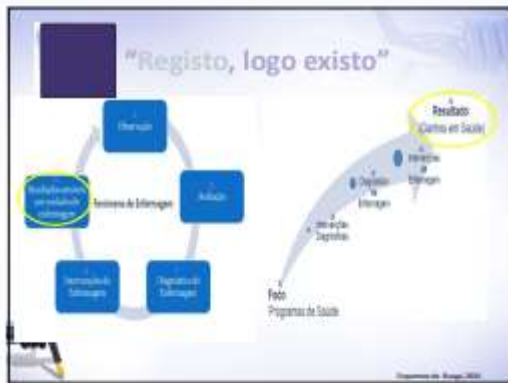 "Registo, logo existo"
Observação
Avaliação
Diagnóstico de
Enfermagem
Intervenções de
Enfermagem
Fenómeno de Enfermagem
Resultado
(Ganhos em Saúde)
Intervenções
de
Enfermagem
Diagnóstico
de
Enfermagem
Intervenções
Diagnósticas
Foco
Programas de Saúde